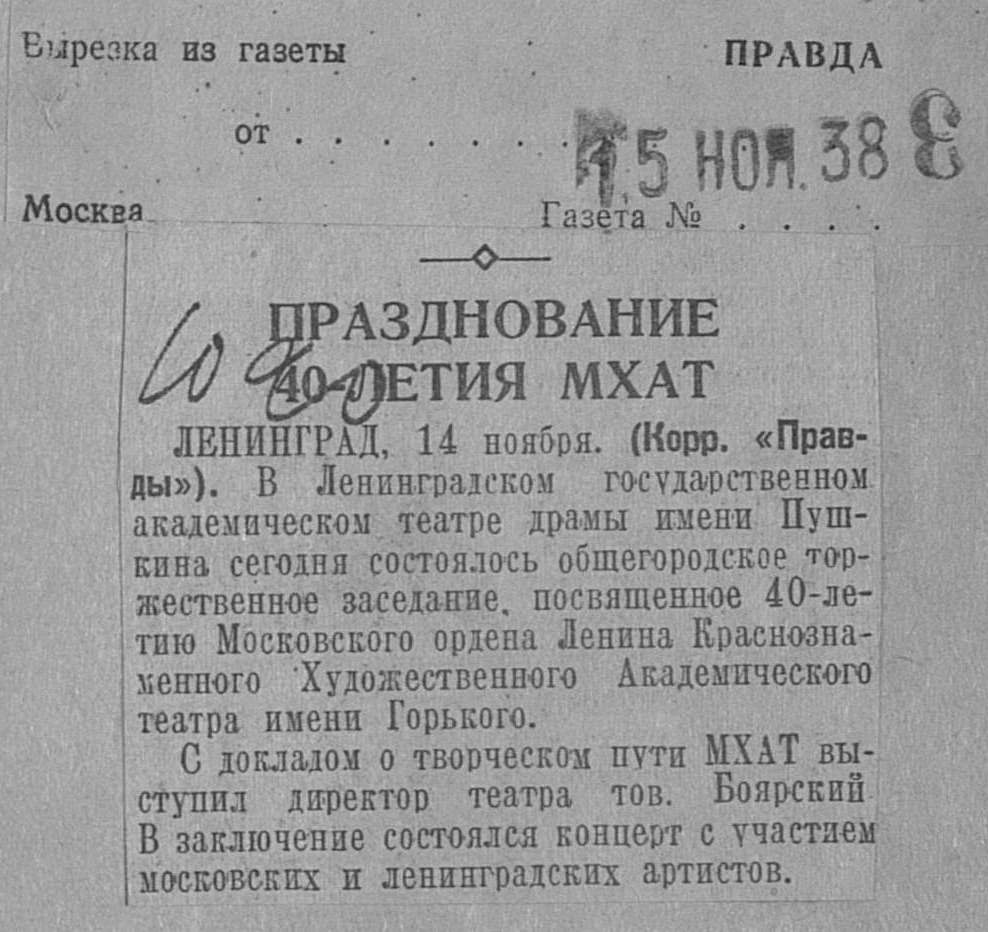 Вырезка из газеты ПРАВДА
от . . . . . . . 15 НОЯ. 38 Є
Москва Газета № . . . .
ПРАЗДНОВАНИЕ
40-ЛЕТИЯ МХАТ
ЛЕНИНГРАД, 14 ноября. (Корр. «Прав-
ды»). В Ленинградском государственном
академическом театре драмы имени Пуш-
кина сегодня состоялось общегородское тор-
жественное заседание, посвященное 40-ле-
тию Московского ордена Ленина Краснозна-
менного Художественного Академического
театра имени Горького.
С докладом о творческом пути МХАТ вы-
ступил директор театра тов. Боярский
В заключение состоялся концерт с участием
московских и ленинградских артистов.